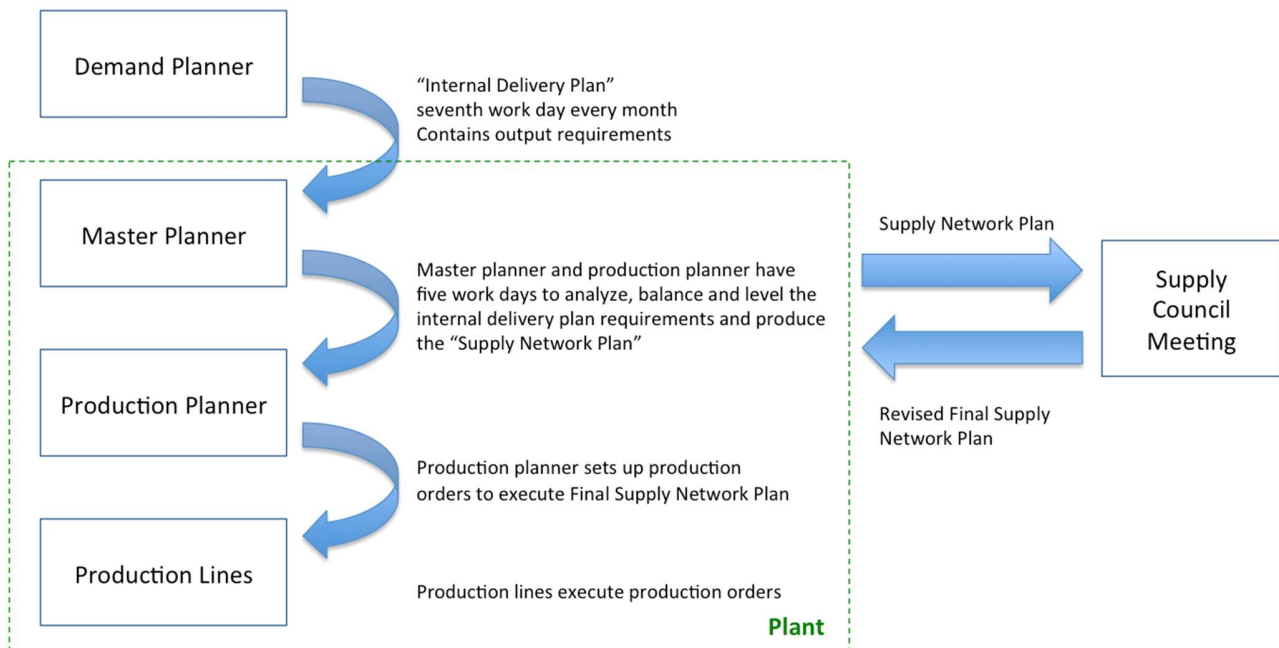 Demand Planner
“Internal Delivery Plan”
seventh work day every month
Contains output requirements
Master Planner
Master planner and production planner have
five work days to analyze, balance and level the
internal delivery plan requirements and produce
the “Supply Network Plan”
Production Planner
Production planner sets up production
orders to execute Final Supply Network Plan
Production Lines
Production lines execute production orders
Plant
Supply Network Plan
Supply
Council
Meeting
Revised Final Supply
Network Plan